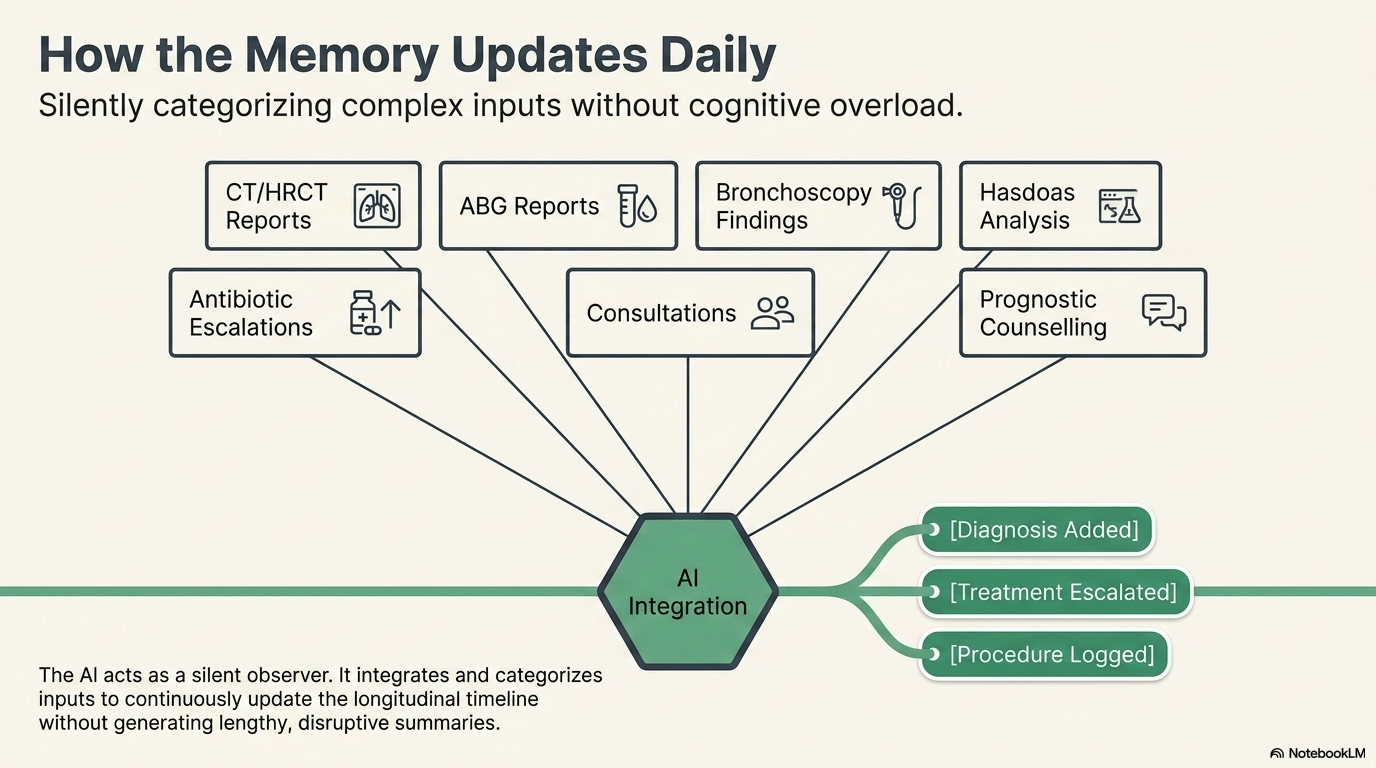 How the Memory Updates Daily
Silently categorizing complex inputs without cognitive overload.
CT/HRCT
Reports
ABG Reports
Bronchoscopy
Findings
Hasdoas
Analysis
Antibiotic
Escalations
Consultations
Prognostic
Counselling
AI
Integration
[Diagnosis Added]
[Treatment Escalated]
[Procedure Logged]
The AI acts as a silent observer. It integrates and categorizes
inputs to continuously update the longitudinal timeline
without generating lengthy, disruptive summaries.
NotebookLM